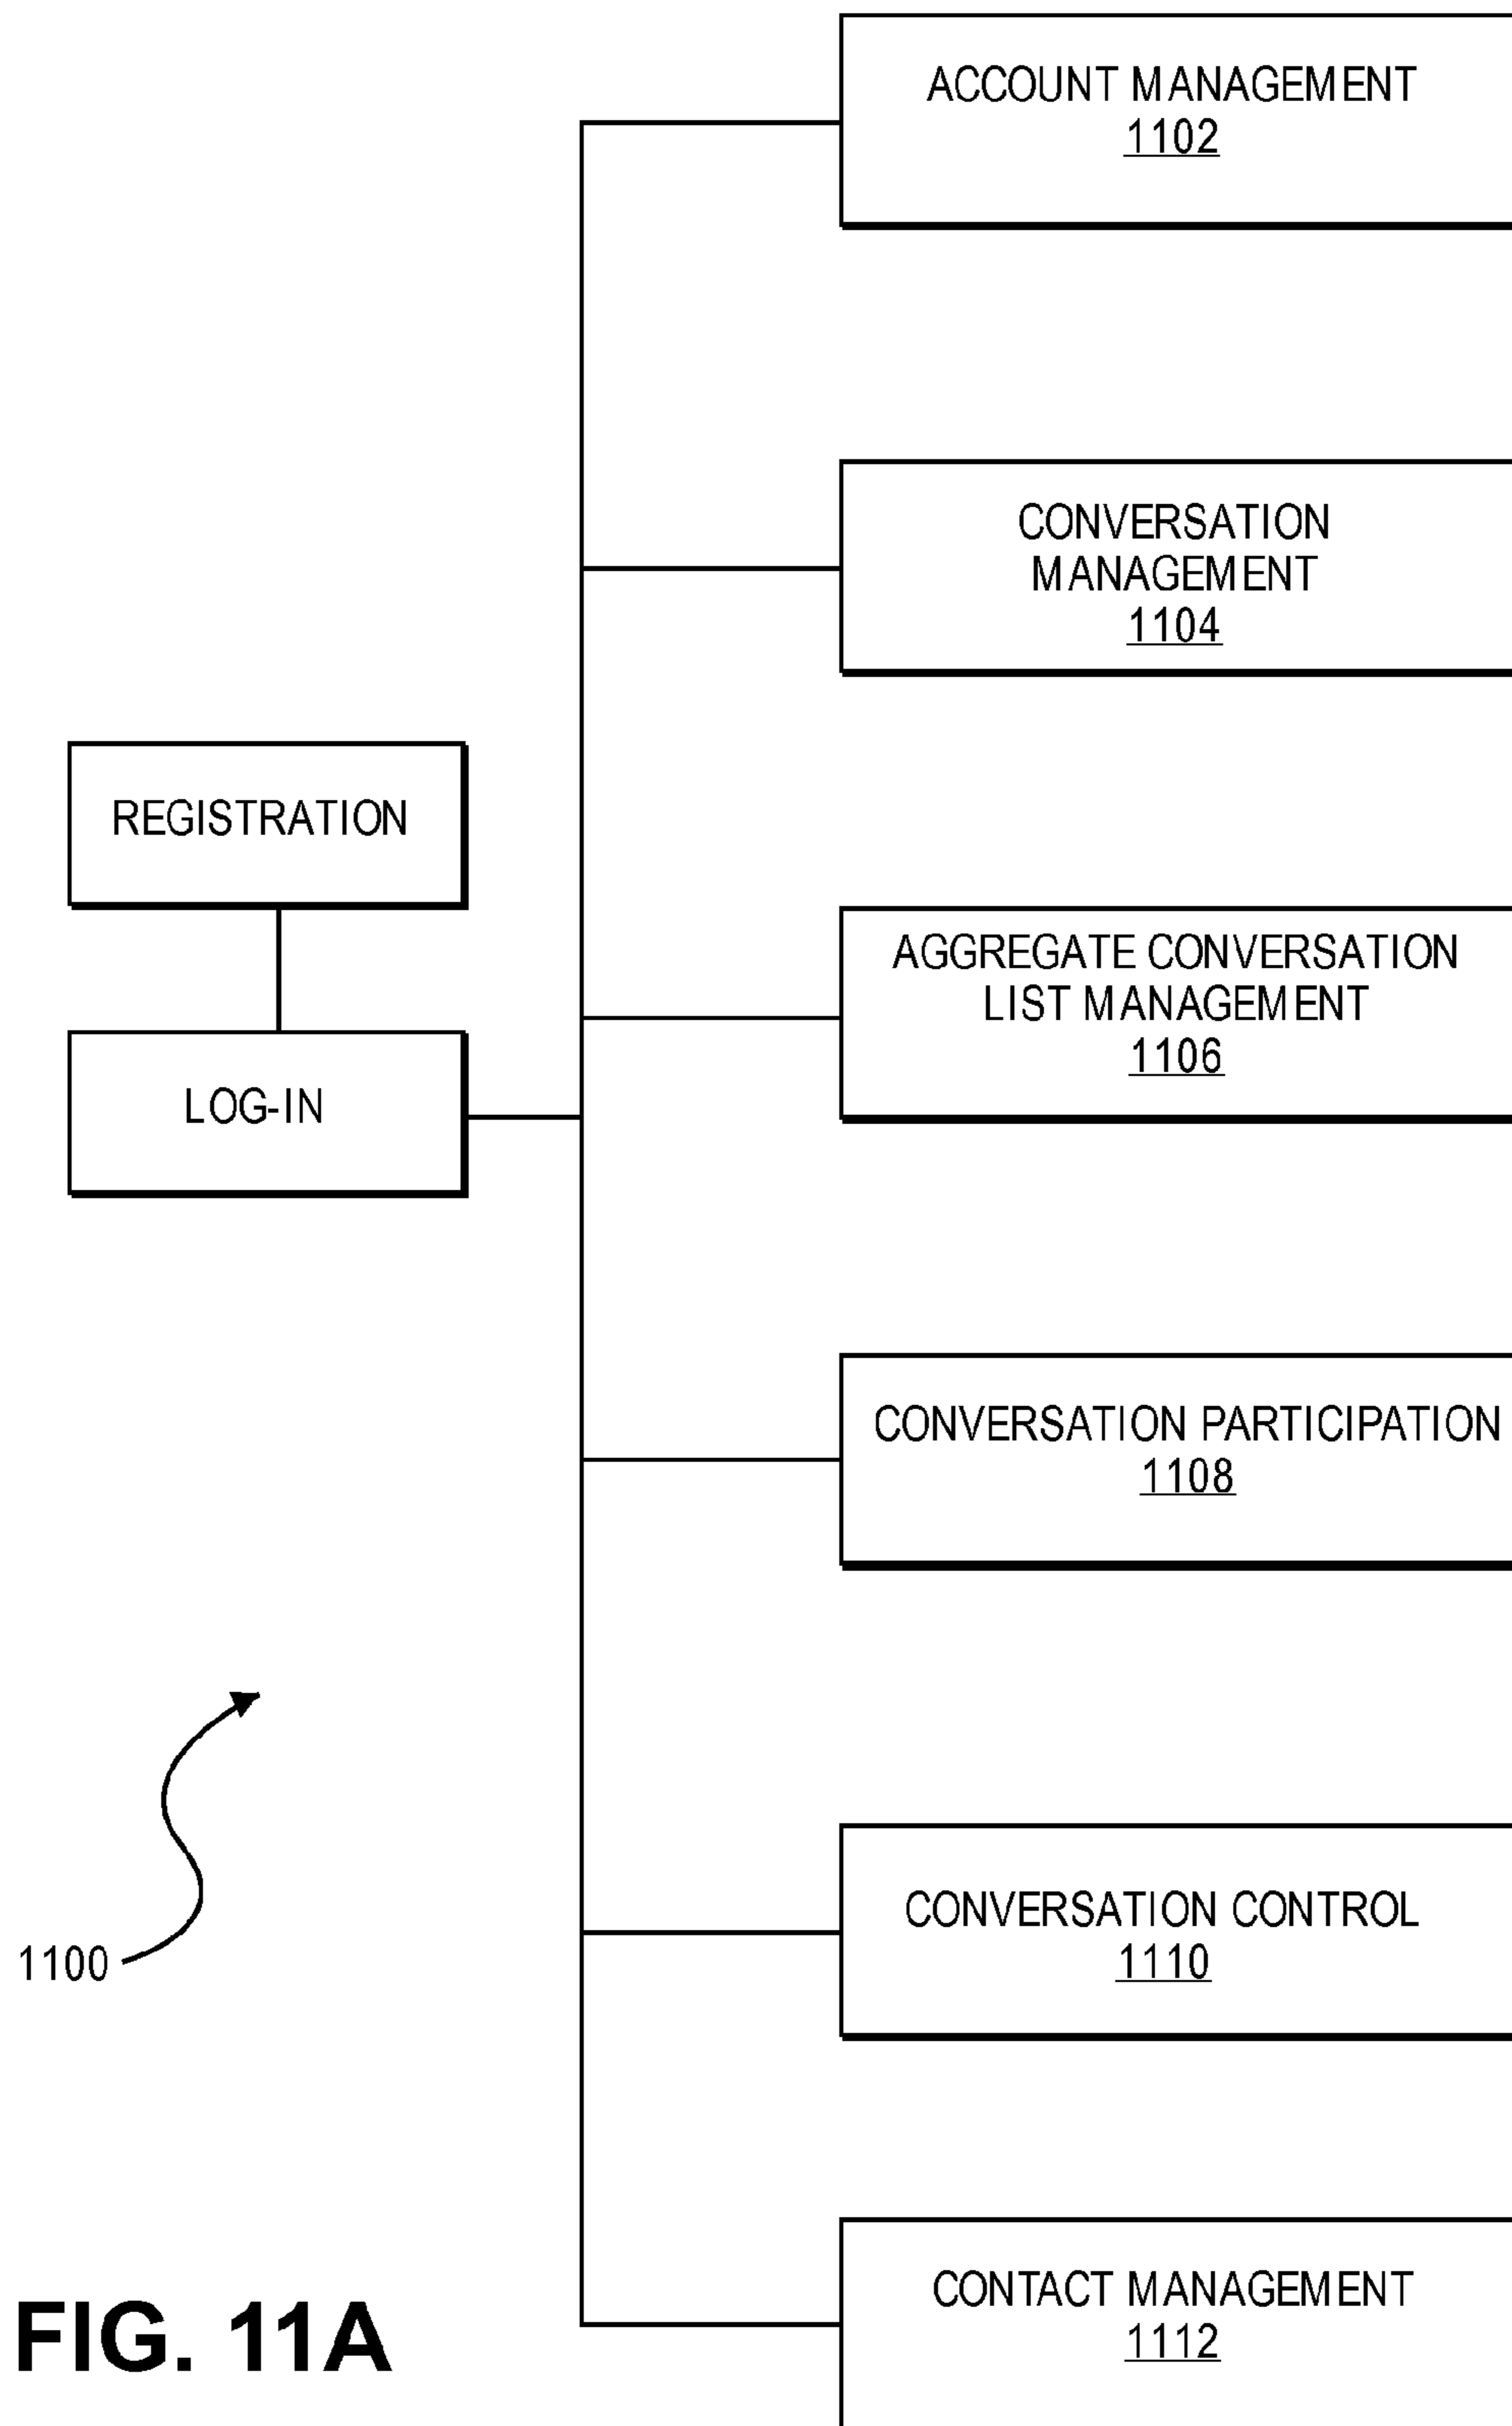 ACCOUNT MANAGEMENT
1102
CONVERSATION
MANAGEMENT
1104
REGISTRATION
AGGREGATE CONVERSATION
LIST MANAGEMENT
1106
LOG-IN
CONVERSATION PARTICIPATION
1108
CONVERSATION CONTROL
1110
1100
CONTACT MANAGEMENT
1112
FIG. 11A